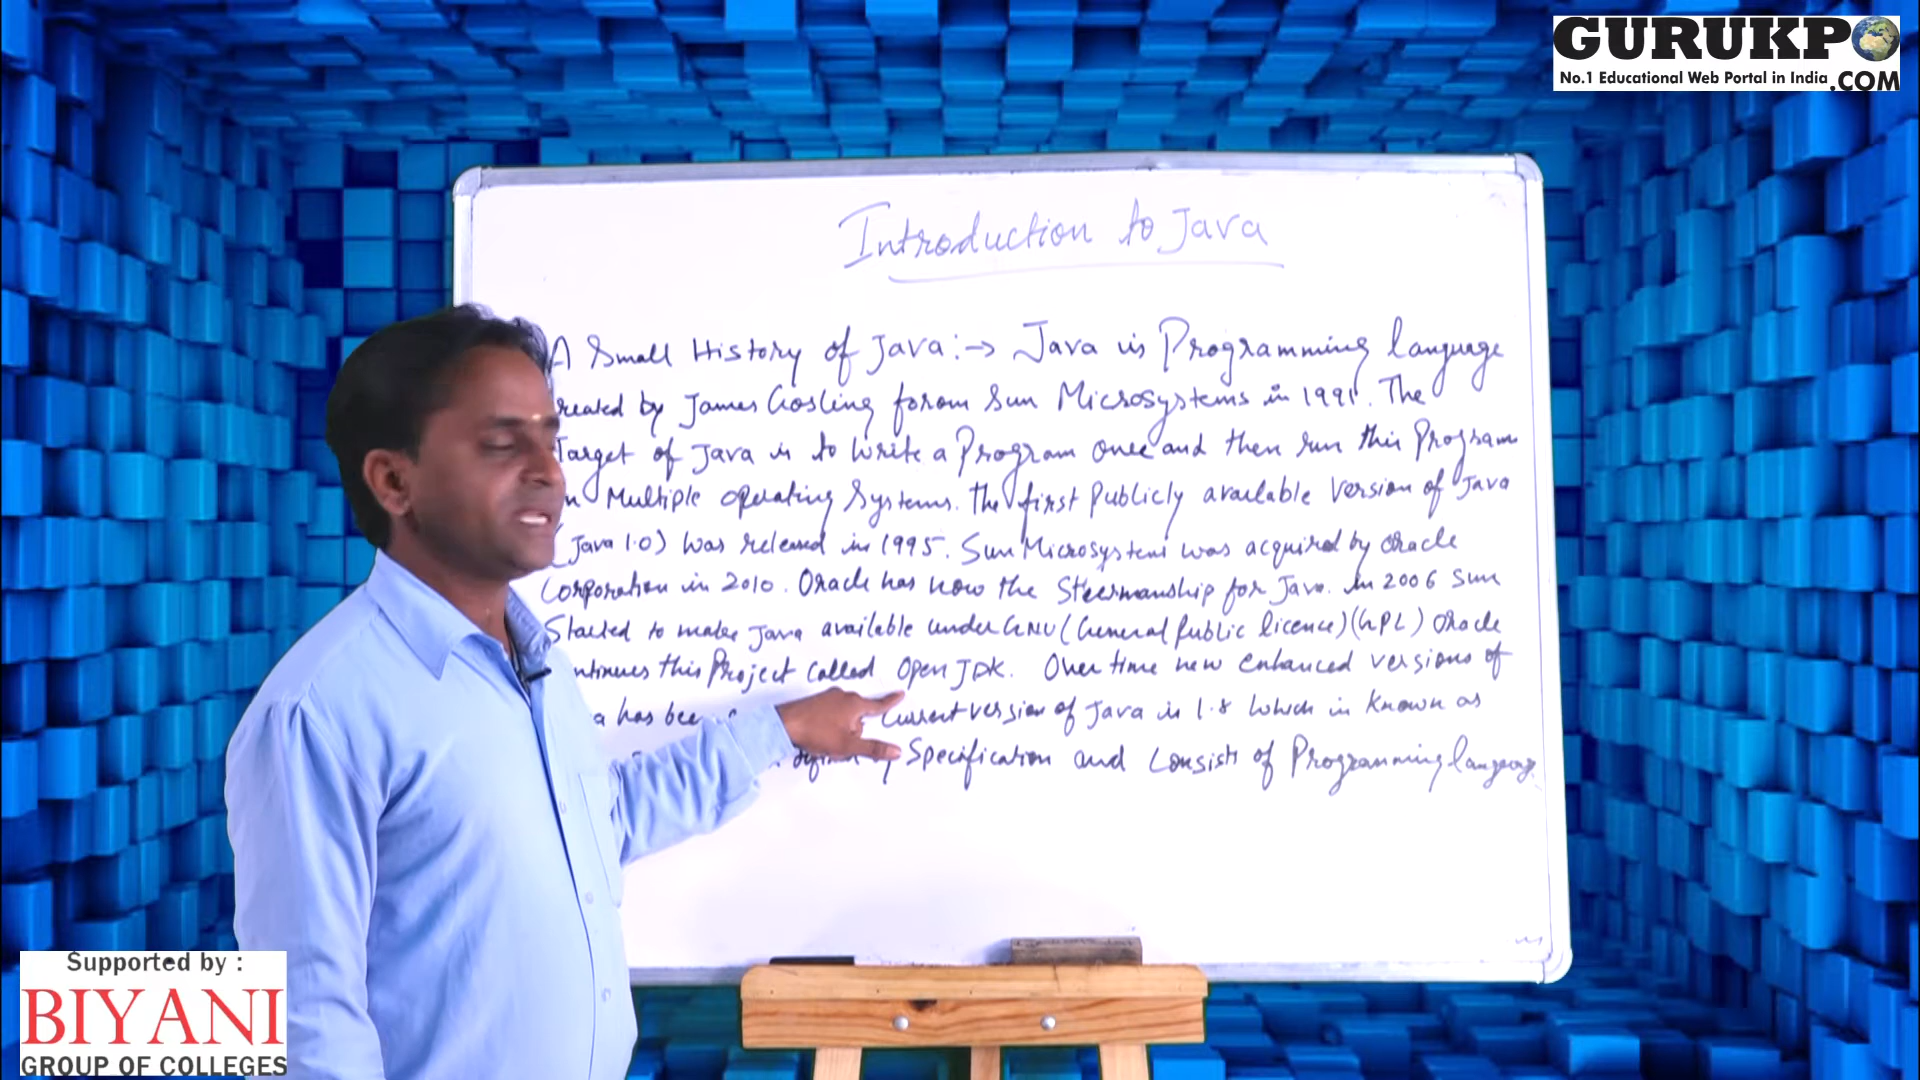 GURUKPO
No.1 Educational Web Portal in India .COM
Introduction to Java
A Small History of Java:→ Java is Programming language
reated by James Gosling forom Sun Microsystems in 1991. The
Target of Java is to Write a Program once and then run this Program
n Multiple operating Systems. The first Publicly available Version of Java
(Java 1.0) was released in 1995. Sun Microsystems was acquired by Oracle
Corporation in 2010. Oracle has now the Steermanship for Java. In 2006 Sun
Started to make Java available under GNU (General Public licence) (GPL) Oracle
ntinues this Project Called OPen JDK. Over time new enhanced versions of
a has bee current version of Java is 1.8 Which is known as
Specification and Consists of Programming language
Supported by :
BIYANI
GROUP OF COLLEGES